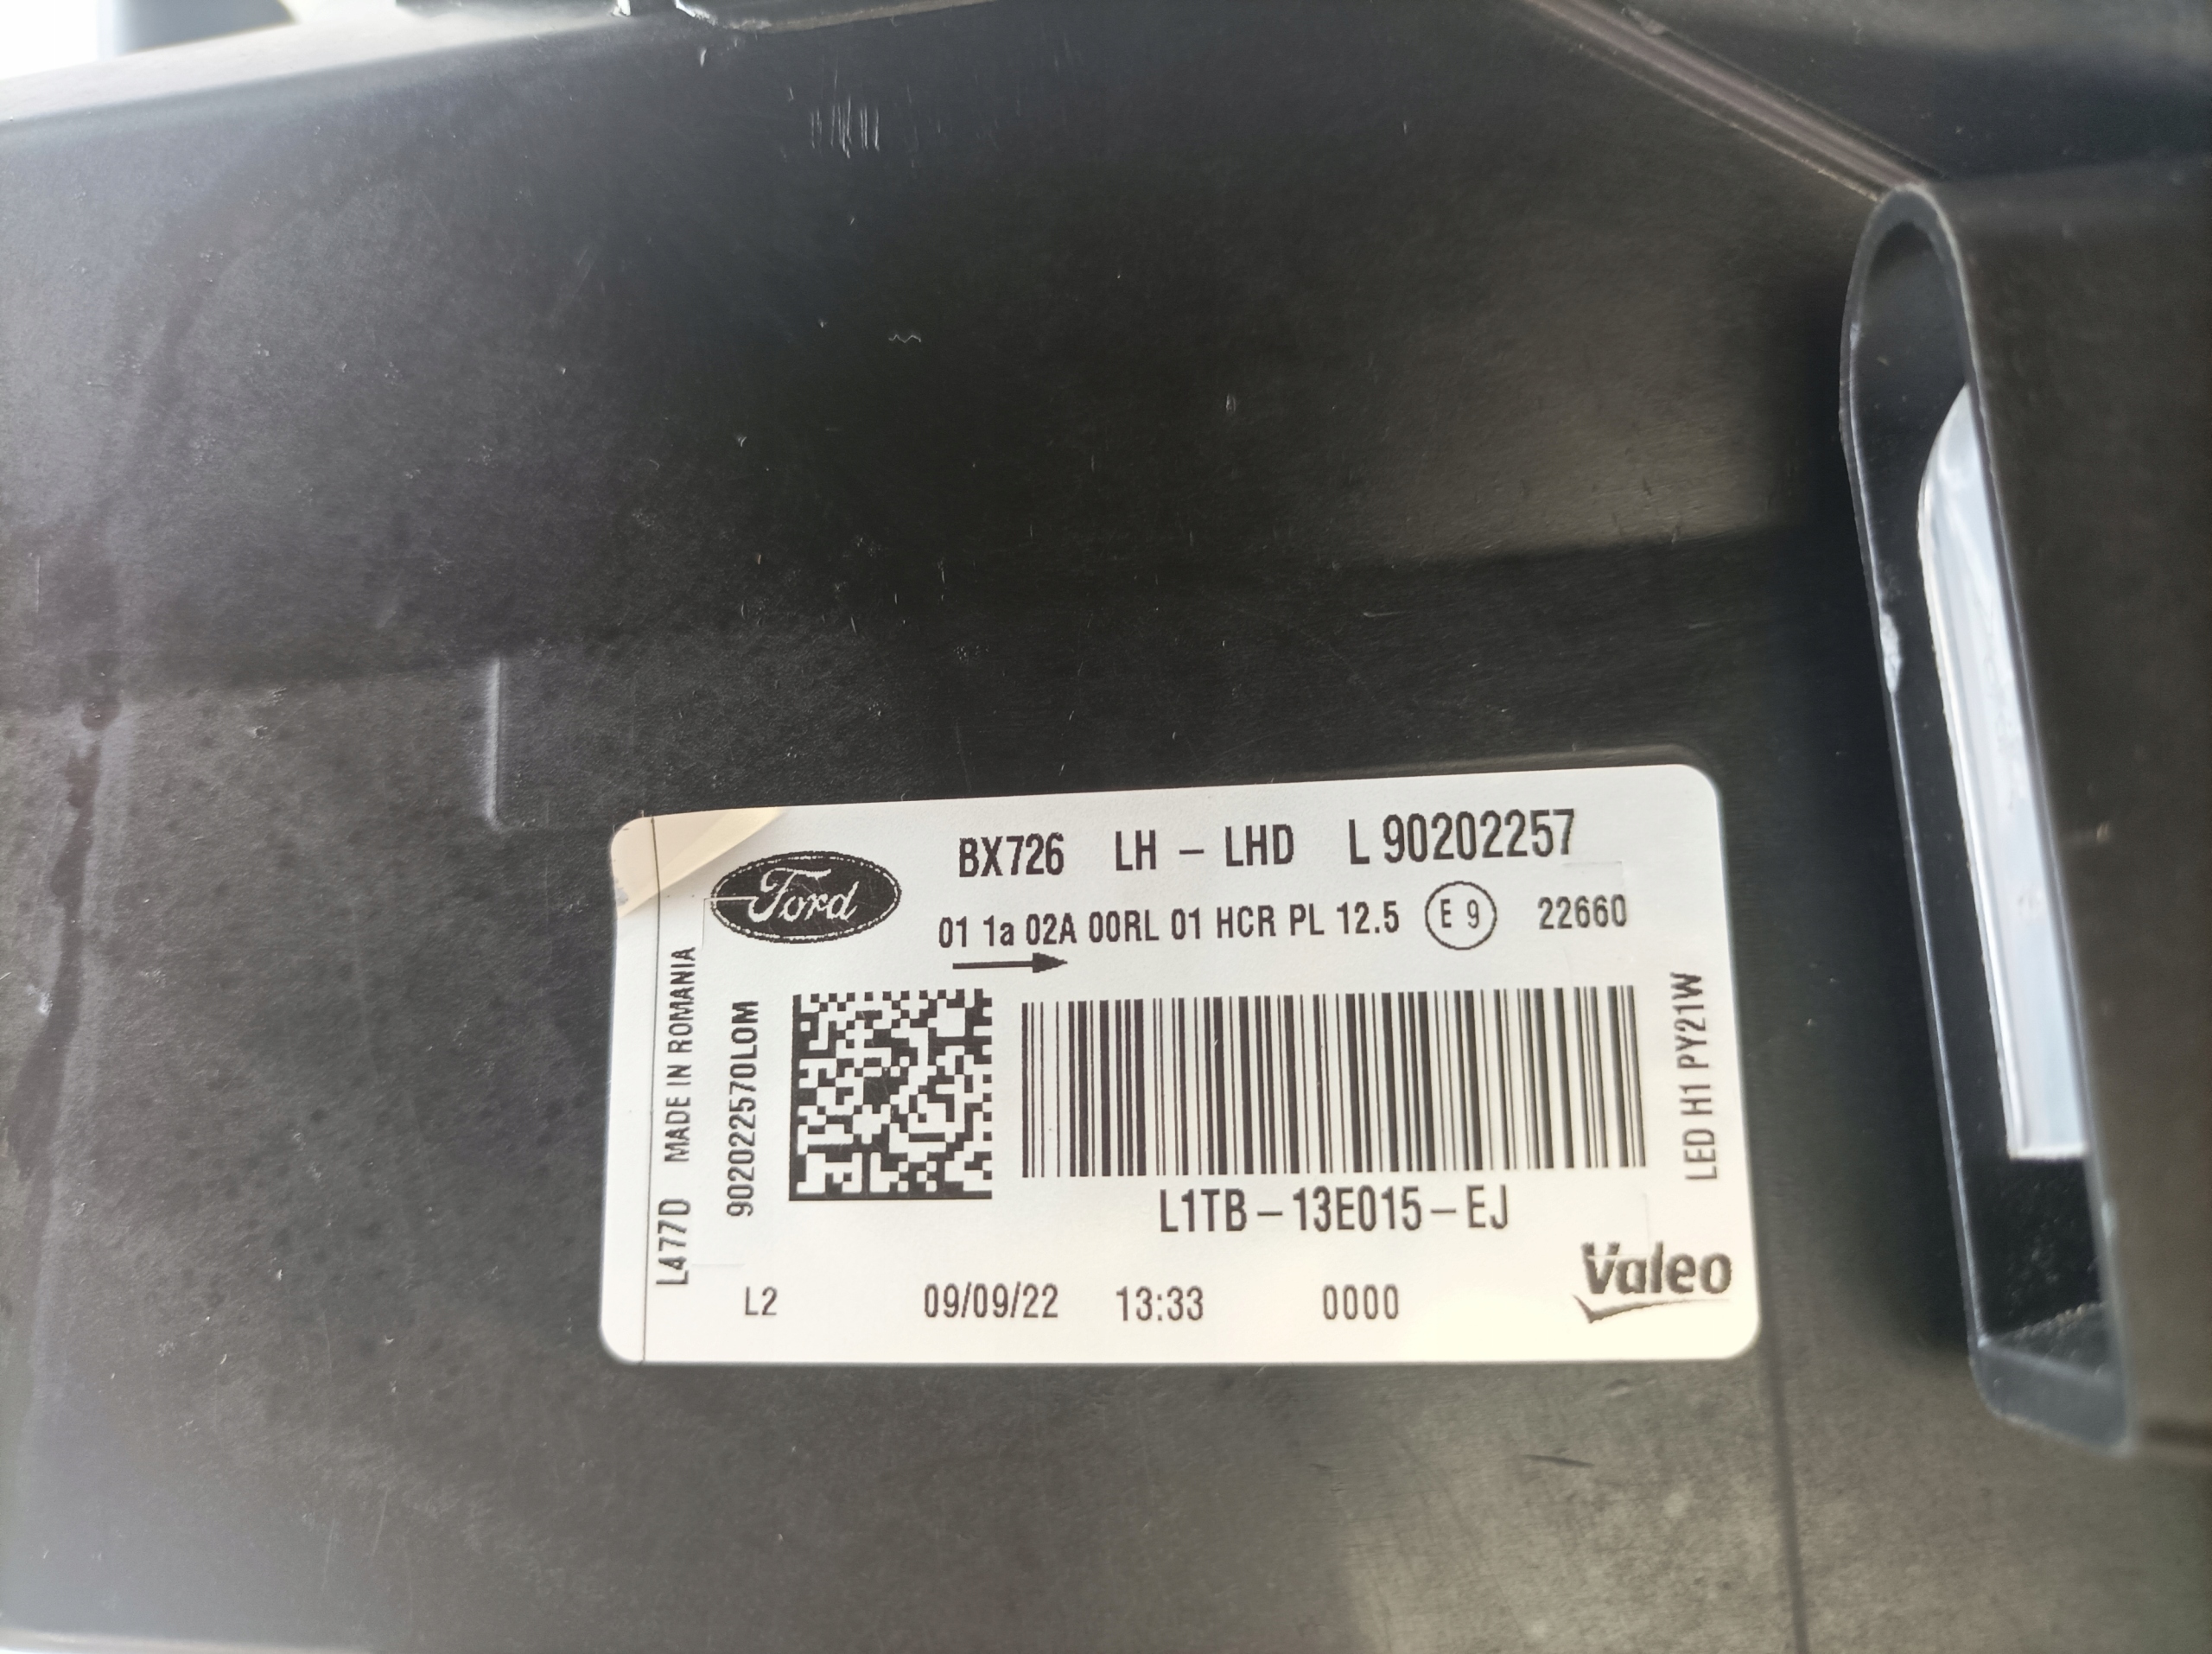 Ford
BX726 LH - LHD L 90202257
01 1a 02A 00RL 01 HCR PL 12.5 E 9 22660
L477D MADE IN ROMANIA
902022570LOM
LED H1 PY21W
L1TB-13E015-EJ
Valeo
L2 09/09/22 13:33 0000